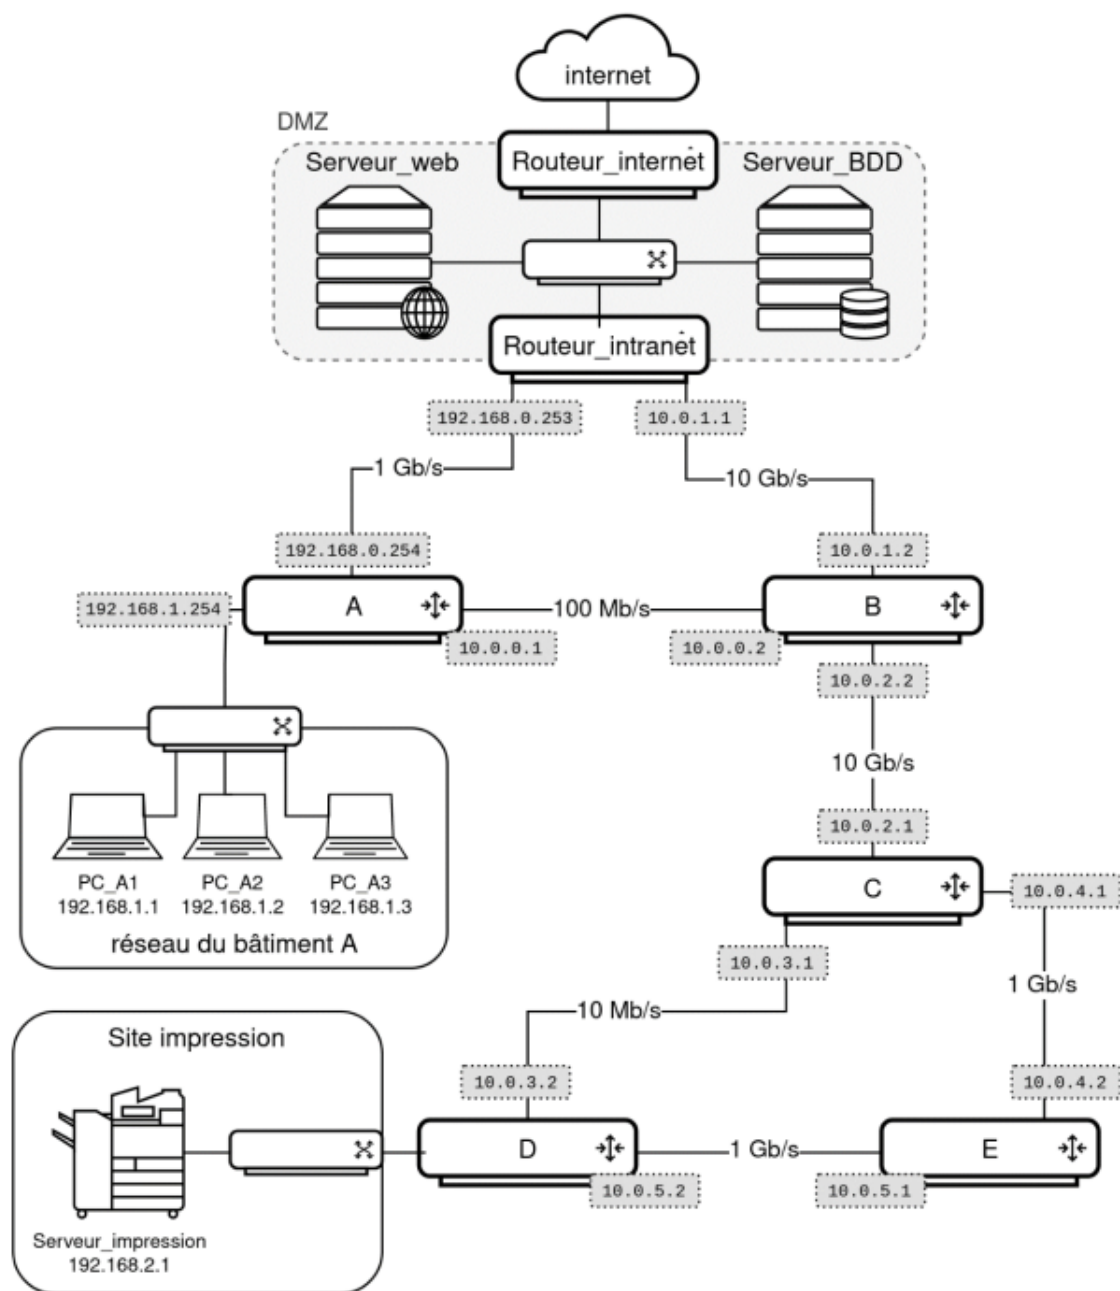 internet
DMZ
Serveur_web
Routeur_internet
Serveur_BDD
Routeur_intranet
192.168.0.253
10.0.1.1
1 Gb/s
10 Gb/s
192.168.0.254
10.0.1.2
192.168.1.254
A
100 Mb/s
B
10.0.0.1
10.0.0.2
10.0.2.2
10 Gb/s
10.0.2.1
C
10.0.4.1
PC_A1
192.168.1.1
PC_A2
192.168.1.2
PC_A3
192.168.1.3
réseau du bâtiment A
10.0.3.1
1 Gb/s
10 Mb/s
Site impression
10.0.3.2
10.0.4.2
D
1 Gb/s
E
10.0.5.2
10.0.5.1
Serveur_impression
192.168.2.1